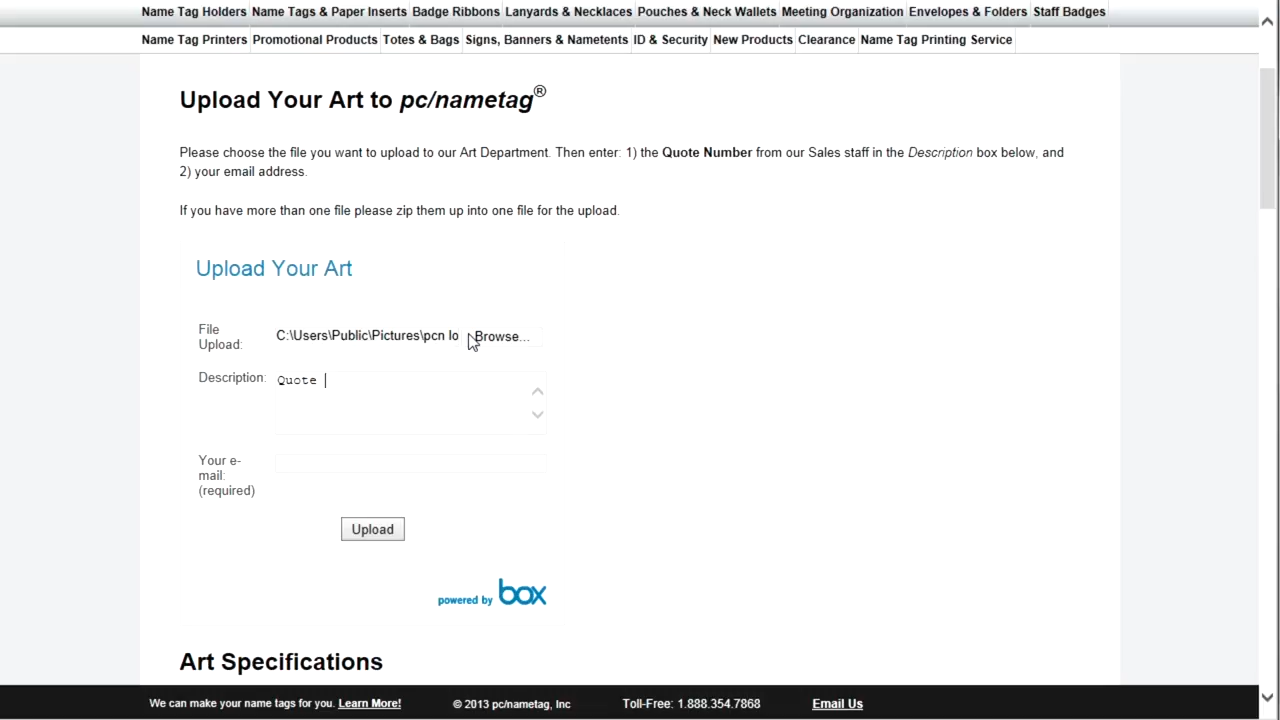 Name Tag Holders Name Tags & Paper Inserts Badge Ribbons Lanyards & Necklaces Pouches & Neck Wallets Meeting Organization Envelopes & Folders Staff Badges
Name Tag Printers Promotional Products Totes & Bags Signs, Banners & Nametents ID & Security New Products Clearance Name Tag Printing Service
Upload Your Art to pc/nametag®
Please choose the file you want to upload to our Art Department. Then enter: 1) the Quote Number from our Sales staff in the Description box below, and
2) your email address.
If you have more than one file please zip them up into one file for the upload.
Upload Your Art
File
Upload: C:\Users\Public\Pictures\pcn lo Browse...
Description: Quote
Your e-
mail:
(required)
Upload
powered by box
Art Specifications
We can make your name tags for you. Learn More! © 2013 pc/nametag, Inc Toll-Free: 1.888.354.7868 Email Us